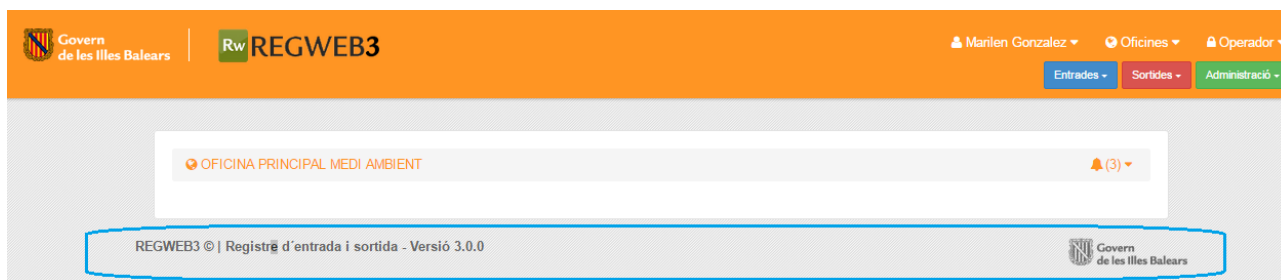 Govern
de les Illes Balears
Rw REGWEB3
Marilen Gonzalez
Oficines
Operador
Entrades
Sortides
Administració
OFICINA PRINCIPAL MEDI AMBIENT
(3)
REGWEB3 © | Registre d´entrada i sortida - Versió 3.0.0
Govern
de les Illes Balears